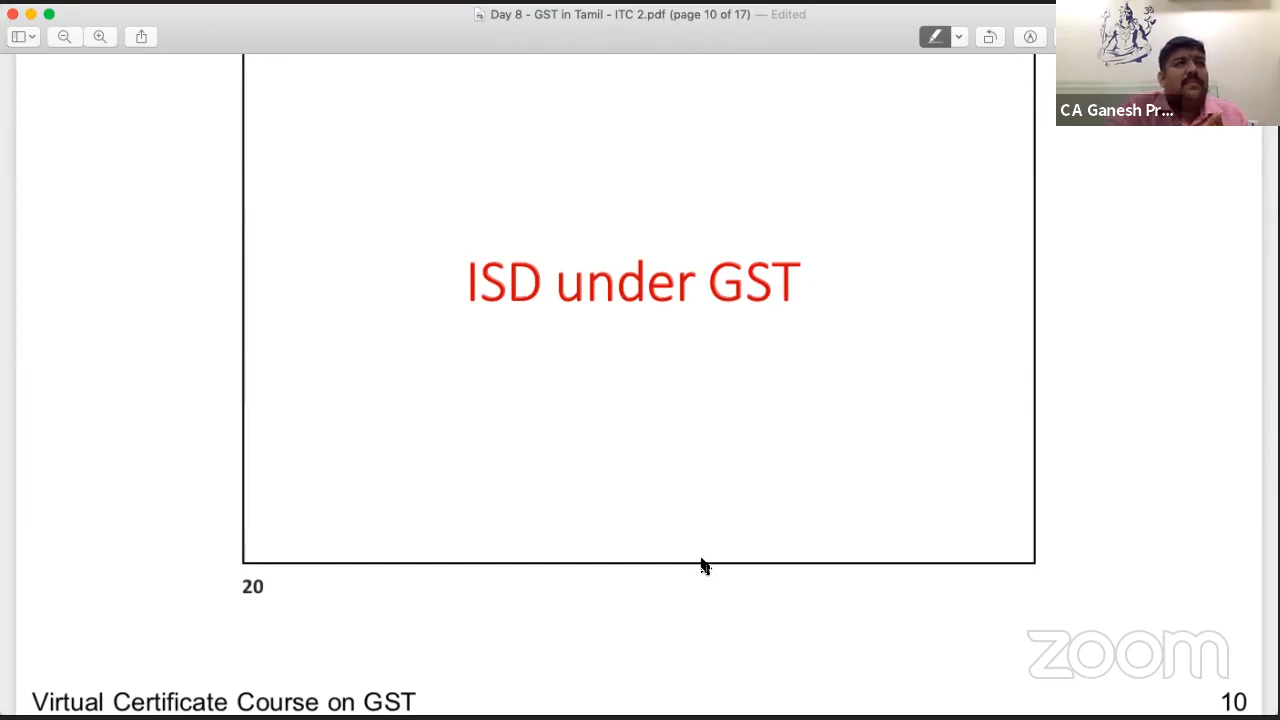 Day 8 - GST in Tamil - ITC 2.pdf (page 10 of 17) — Edited
CA Ganesh Pr...
ISD under GST
20
zoom
Virtual Certificate Course on GST
10